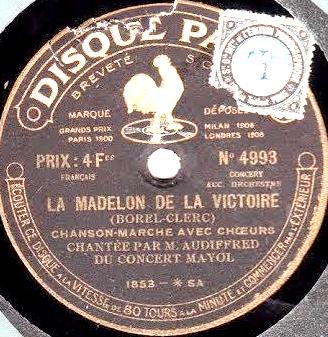 DISQUE PA
BREVETÉ S.G
MARQUE DÉPOSÉ
GRANDS PRIX MILAN 1906
PARIS 1900 LONDRES 1908
PRIX: 4 Fcs Nº 4993
FRANÇAIS CONCERT
ACC. ORCHESTRE
LA MADELON DE LA VICTOIRE
(BOREL-CLERC)
CHANSON-MARCHE AVEC CHŒURS
CHANTÉE PAR M. AUDIFFRED
DU CONCERT MAYOL
1853 - * SA
ÉCOUTER CE DISQUE A LA VITESSE DE 80 TOURS A LA MINUTE ET COMMENCER PAR L'EXTÉRIEUR